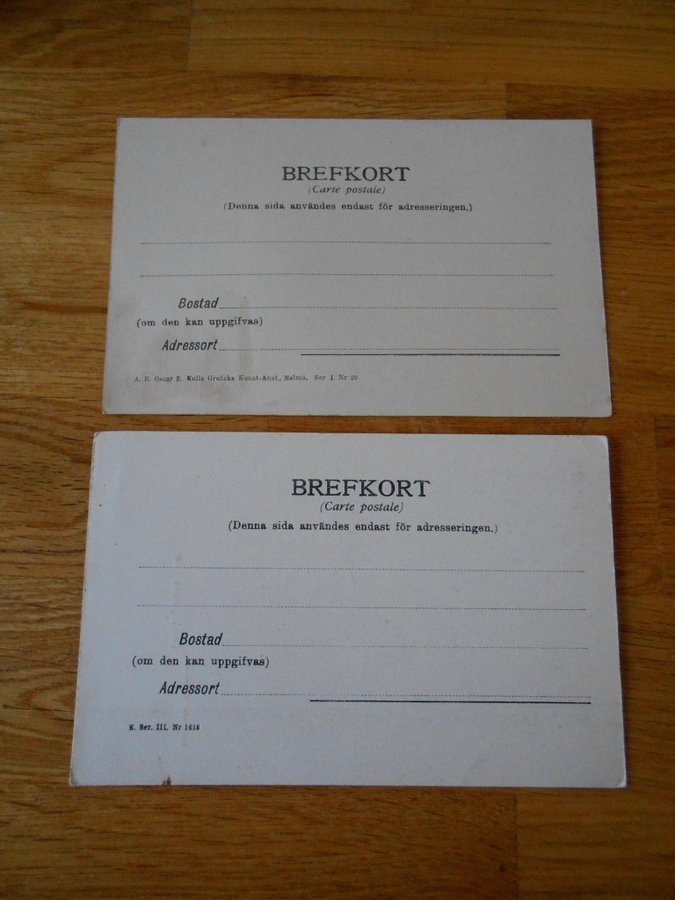 BREFKORT
(Carte postale)
(Denna sida användes endast för adresseringen.)
Bostad
(om den kan uppgifvas)
Adressort
A. B. Oscar E. Kulls Grafiska Konst-Anst., Malmö. Ser I. Nr 20
BREFKORT
(Carte postale)
(Denna sida användes endast för adresseringen.)
Bostad
(om den kan uppgifvas)
Adressort
K. Ser. III. Nr